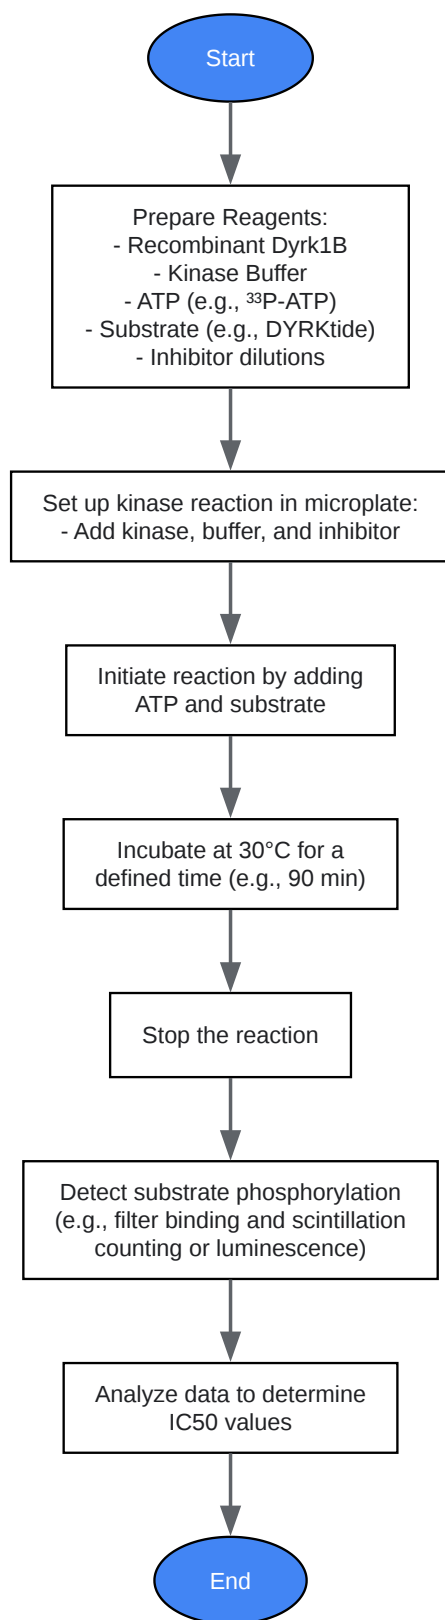 Start
Prepare Reagents:
- Recombinant Dyrk1B
- Kinase Buffer
- ATP (e.g., ³³P-ATP)
- Substrate (e.g., DYRKtide)
- Inhibitor dilutions
Set up kinase reaction in microplate:
- Add kinase, buffer, and inhibitor
Initiate reaction by adding
ATP and substrate
Incubate at 30°C for a
defined time (e.g., 90 min)
Stop the reaction
Detect substrate phosphorylation
(e.g., filter binding and scintillation
counting or luminescence)
Analyze data to determine
IC50 values
End